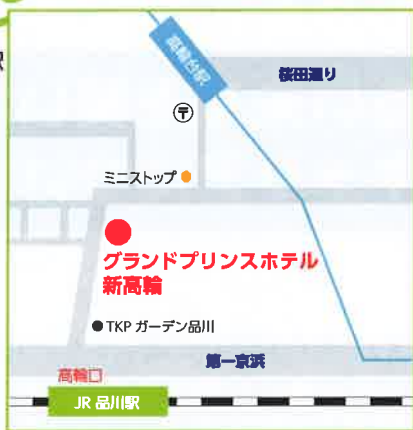 高輪台駅
桜田通り
〒
ミニストップ
グランドプリンスホテル
新高輪
TKP ガーデン品川
第一京浜
高輪口
JR 品川駅